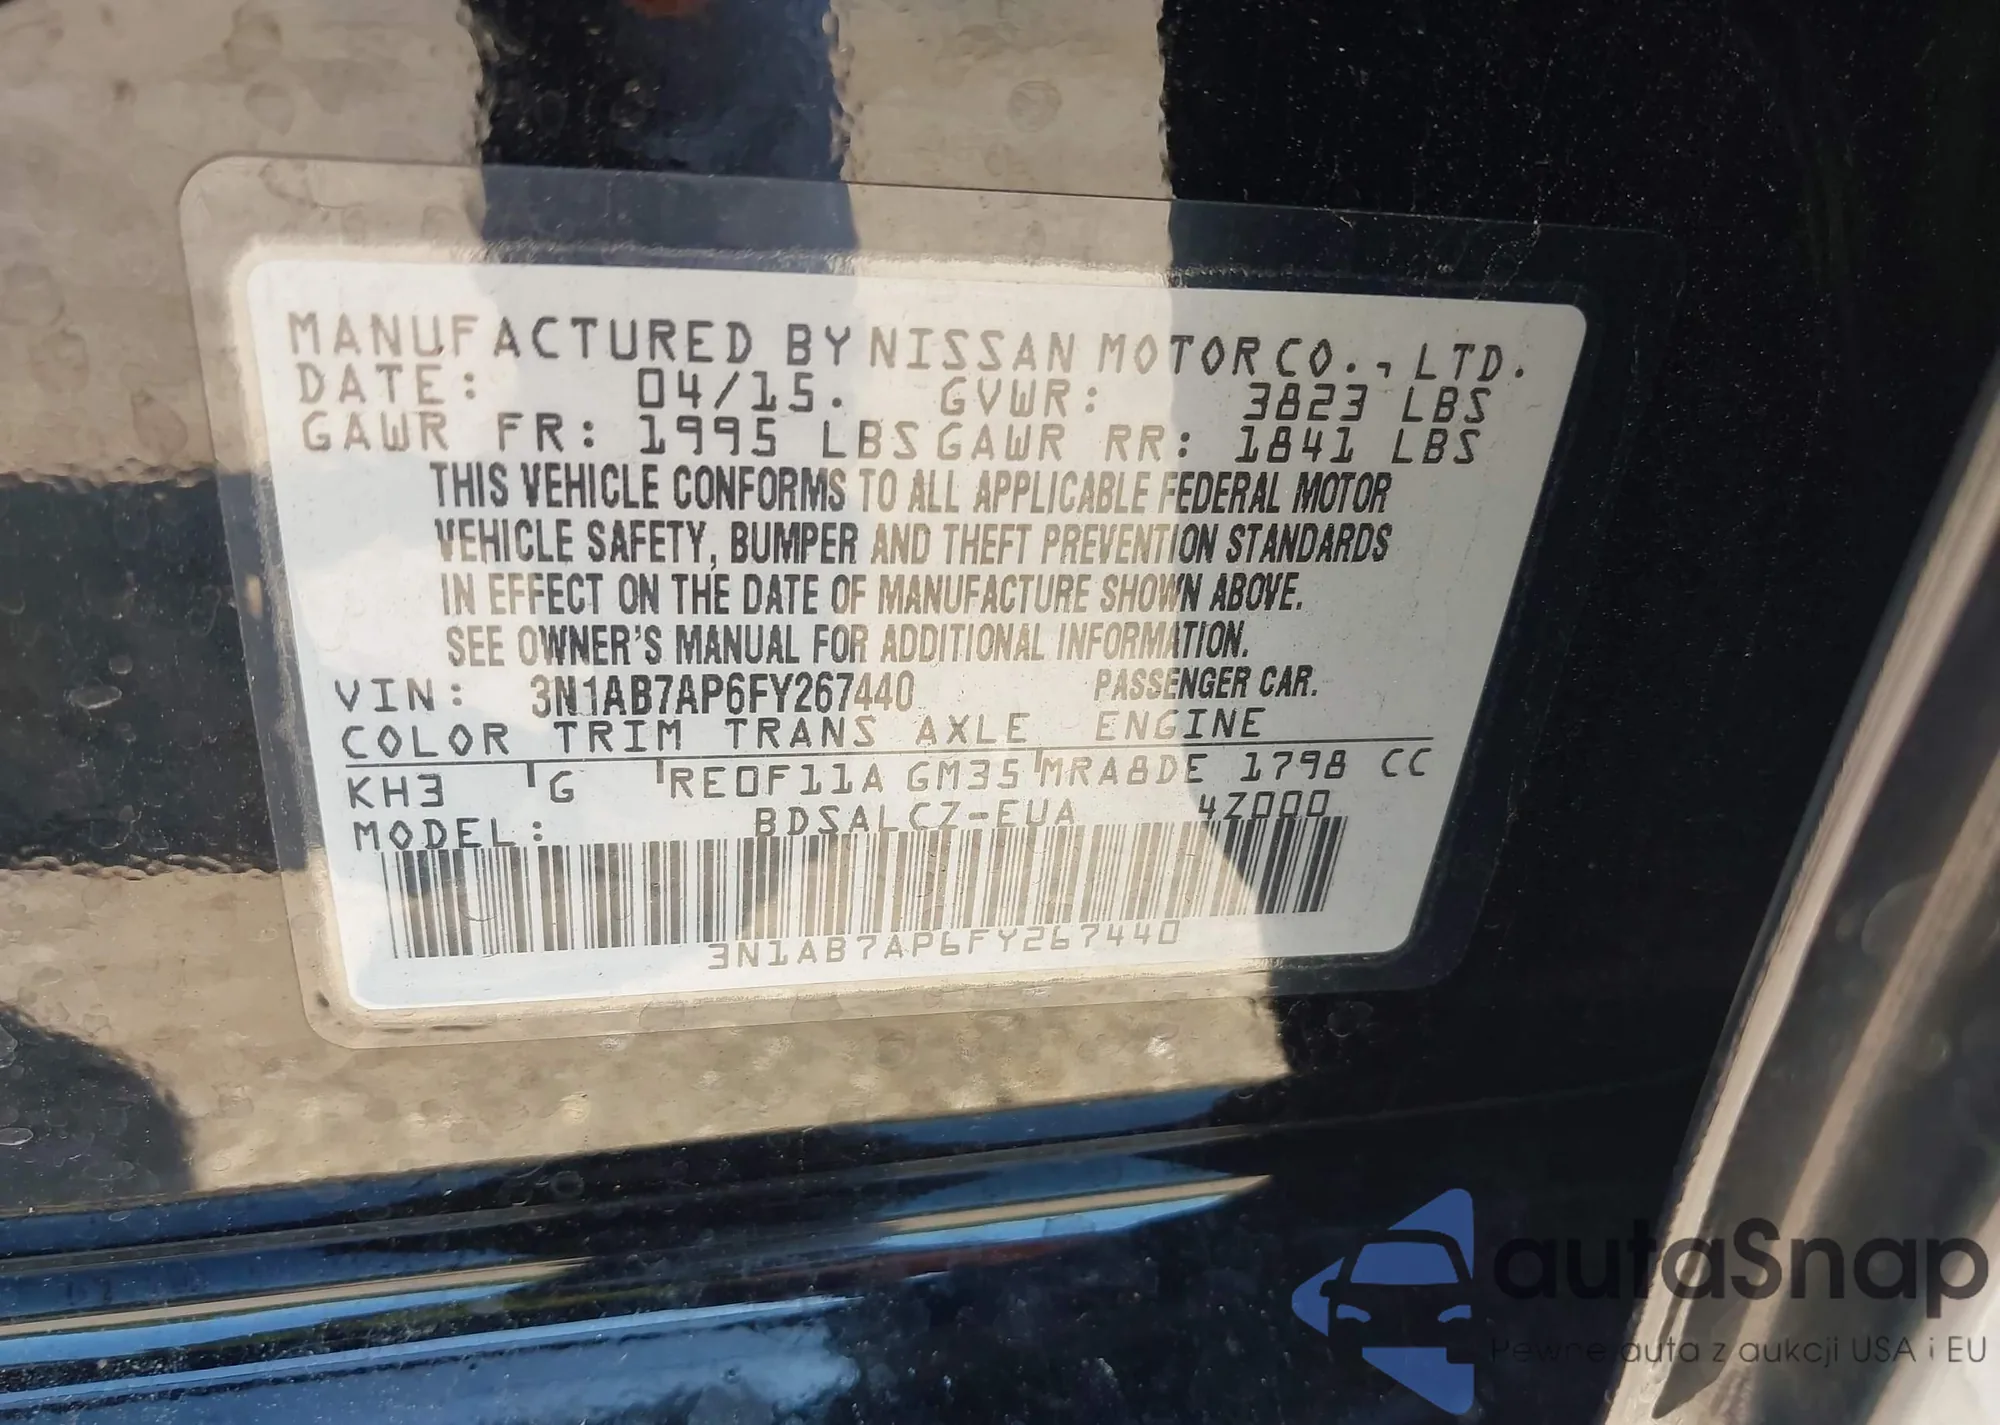 MANUFACTURED BY NISSAN MOTOR CO., LTD.
DATE: 04/15. GVWR: 3823 LBS
GAWR FR: 1995 LBS GAWR RR: 1841 LBS
THIS VEHICLE CONFORMS TO ALL APPLICABLE FEDERAL MOTOR
VEHICLE SAFETY, BUMPER AND THEFT PREVENTION STANDARDS
IN EFFECT ON THE DATE OF MANUFACTURE SHOWN ABOVE.
SEE OWNER'S MANUAL FOR ADDITIONAL INFORMATION.
VIN: 3N1AB7AP6FY267440 PASSENGER CAR.
COLOR TRIM TRANS AXLE ENGINE
KH3 G RE0F11A GM35 MRA8DE 1798 CC
MODEL: BDSALCZ-EUA 4Z000
3N1AB7AP6FY267440
autaSnap
Pewne auta z aukcji USA i EU